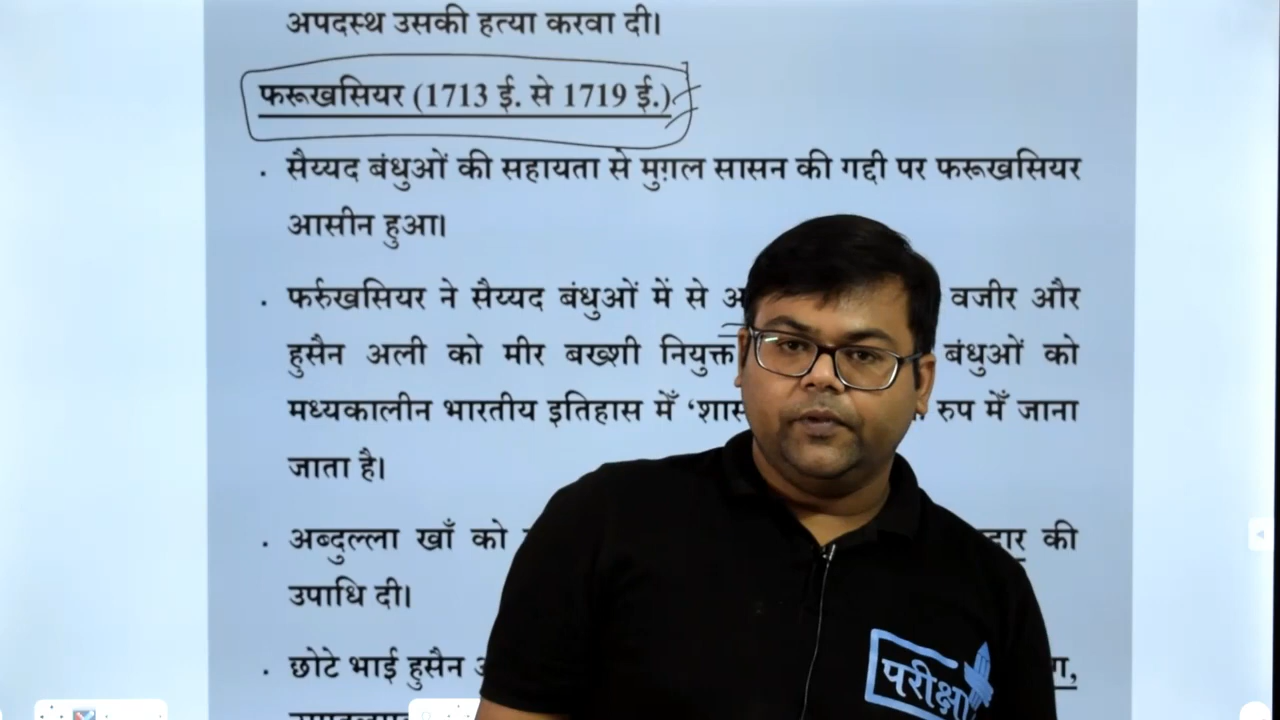 अपदस्थ उसकी हत्या करवा दी।
फरूखसियर (1713 ई. से 1719 ई.)
. सैय्यद बंधुओं की सहायता से मुग़ल सासन की गद्दी पर फरूखसियर
आसीन हुआ।
. फर्रुखसियर ने सैय्यद बंधुओं में से वजीर और
हुसैन अली को मीर बख्शी नियुक्त बंधुओं को
मध्यकालीन भारतीय इतिहास मेँ रुप मेँ जाना
जाता है।
. अब्दुल्ला खाँ को की
उपाधि दी।
. छोटे भाई हुसैन
परीक्षा